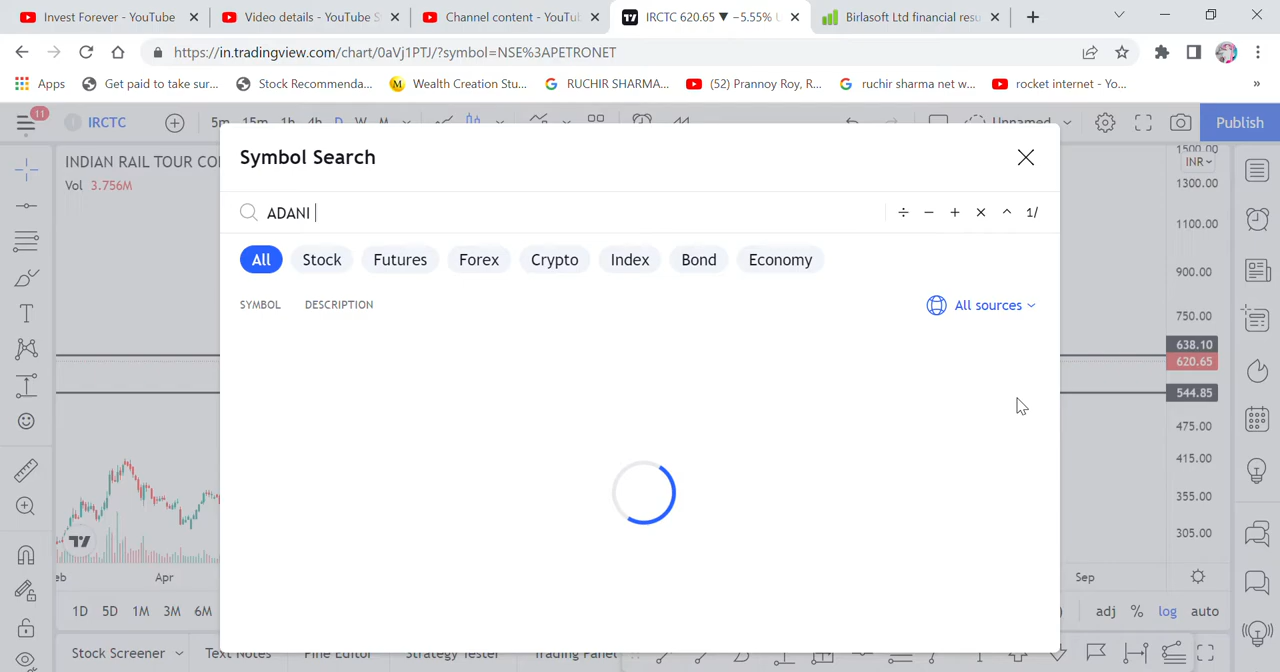 Invest Forever - YouTube
Video details - YouTube S
Channel content - YouTu
IRCTC 620.65 ▼ −5.55% U
Birlasoft Ltd financial resu
https://in.tradingview.com/chart/0aVj1PTJ/?symbol=NSE%3APETRONET
Apps
Get paid to take sur...
Stock Recommenda...
Wealth Creation Stu...
RUCHIR SHARMA...
(52) Prannoy Roy, R...
ruchir sharma net w...
rocket internet - Yo...
»
11
IRCTC
5m 15m 1h 4h D W M
Unnamed
Publish
INDIAN RAIL TOUR CO
Vol 3.756M
Symbol Search
ADANI
÷ − + × ^ 1/
All
Stock
Futures
Forex
Crypto
Index
Bond
Economy
SYMBOL
DESCRIPTION
All sources
1500.00
INR
1300.00
1100.00
900.00
750.00
638.10
620.65
544.85
475.00
415.00
355.00
305.00
eb
Apr
Sep
1D 5D 1M 3M 6M
adj % log auto
Stock Screener
Text Notes
Pine Editor
Strategy Tester
Trading Panel